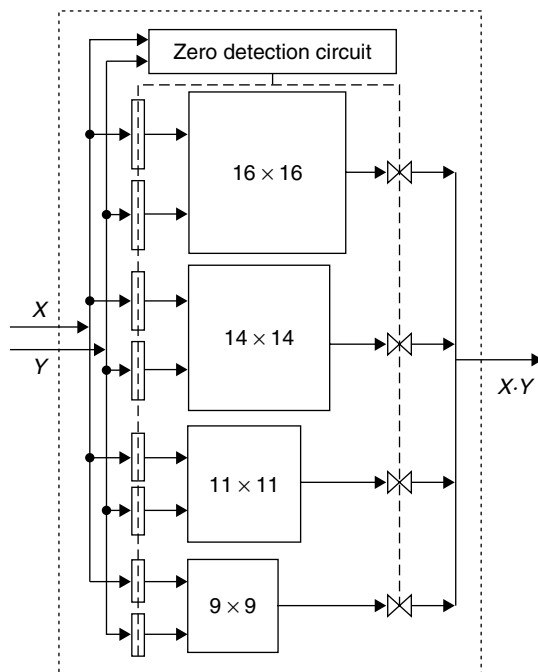 Zero detection circuit
16 × 16
X
14 × 14
Y
X·Y
11 × 11
9 × 9